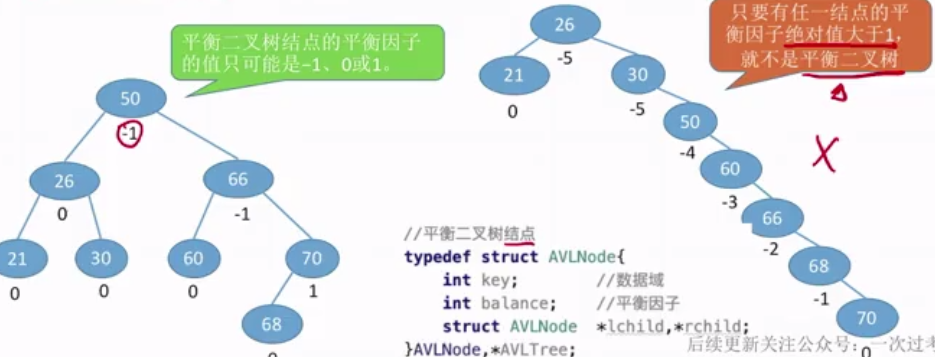 平衡二叉树结点的平衡因子
的值只可能是-1、0或1。
50
-1
26
0
66
-1
21
0
30
0
60
0
70
1
68
0
26
-5
21
0
30
-5
50
-4
60
-3
66
-2
68
-1
70
0
只要有任一结点的平
衡因子绝对值大于1,
就不是平衡二叉树
X
//平衡二叉树结点
typedef struct AVLNode{
int key; //数据域
int balance; //平衡因子
struct AVLNode *lchild,*rchild;
}AVLNode,*AVLTree;
后续更新关注公众号:一次过考